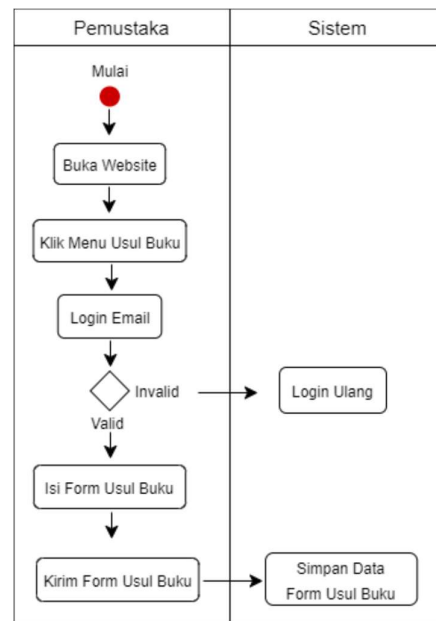 Pemustaka
Sistem
Mulai
Buka Website
Klik Menu Usul Buku
Login Email
Invalid
Login Ulang
Valid
Isi Form Usul Buku
Kirim Form Usul Buku
Simpan Data
Form Usul Buku